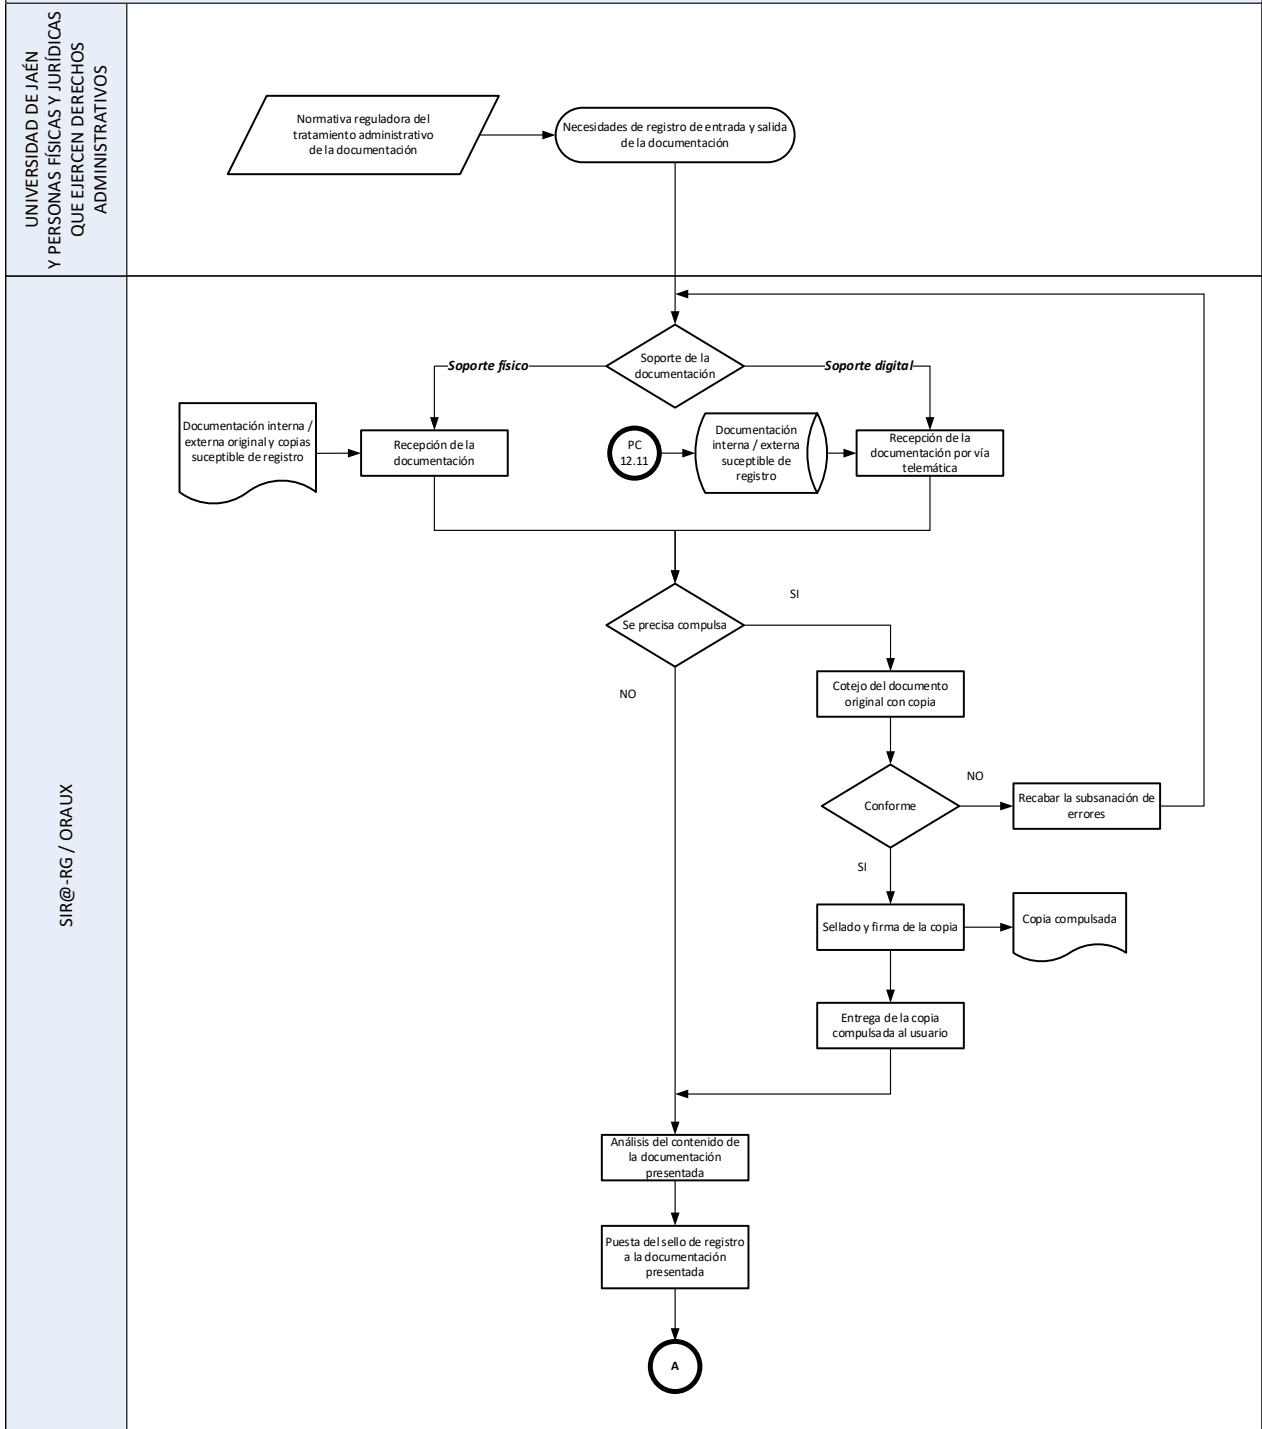 UNIVERSIDAD DE JAÉN
Y PERSONAS FÍSICAS Y JURÍDICAS
QUE EJERCEN DERECHOS
ADMINISTRATIVOS
Normativa reguladora del
tratamiento administrativo
de la documentación
Necesidades de registro de entrada y salida
de la documentación
SIR@-RG / ORAUX
Soporte de la
documentación
Soporte físico
Soporte digital
Documentación interna /
externa original y copias
suceptible de registro
Recepción de la
documentación
PC
12.11
Documentación
interna / externa
suceptible de
registro
Recepción de la
documentación por vía
telemática
Se precisa compulsa
SI
NO
Cotejo del documento
original con copia
Conforme
NO
Recabar la subsanación de
errores
SI
Sellado y firma de la copia
Copia compulsada
Entrega de la copia
compulsada al usuario
Análisis del contenido de
la documentación
presentada
Puesta del sello de registro
a la documentación
presentada
A